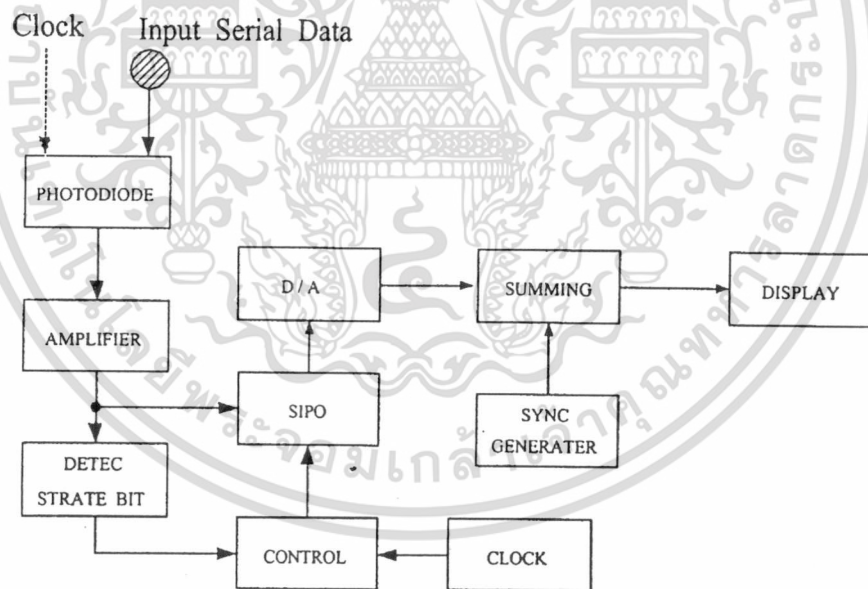 Clock
Input Serial Data
PHOTODIODE
AMPLIFIER
D / A
SUMMING
DISPLAY
SIPO
SYNC
GENERATER
DETEC
STRATE BIT
CONTROL
CLOCK